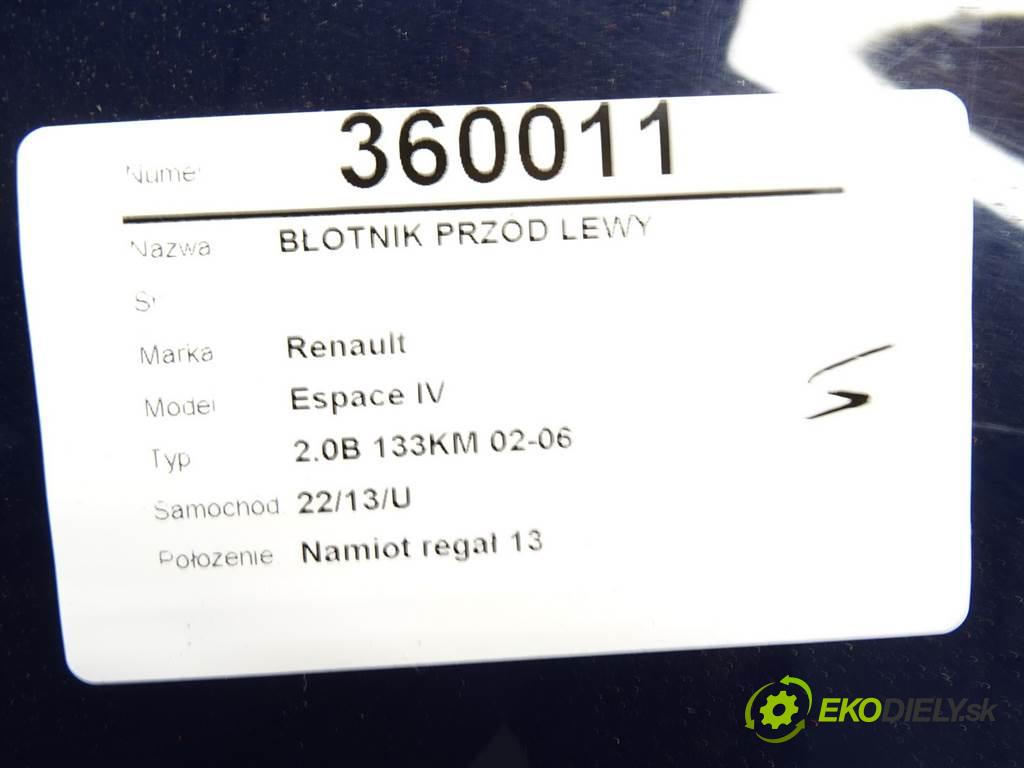 Numer 360011
Nazwa BŁOTNIK PRZÓD LEWY
Marka Renault
Model Espace IV
Typ 2.0B 133KM 02-06
Samochód 22/13/U
Położenie Namiot regał 13
EKODIELY.sk